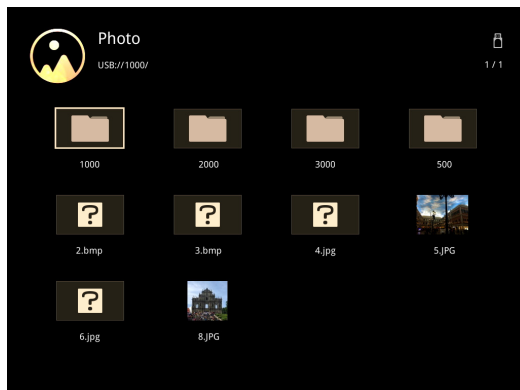 Photo
USB://1000/
1 / 1
1000
2000
3000
500
?
?
?
2.bmp
3.bmp
4.jpg
5.JPG
?
6.jpg
8.JPG